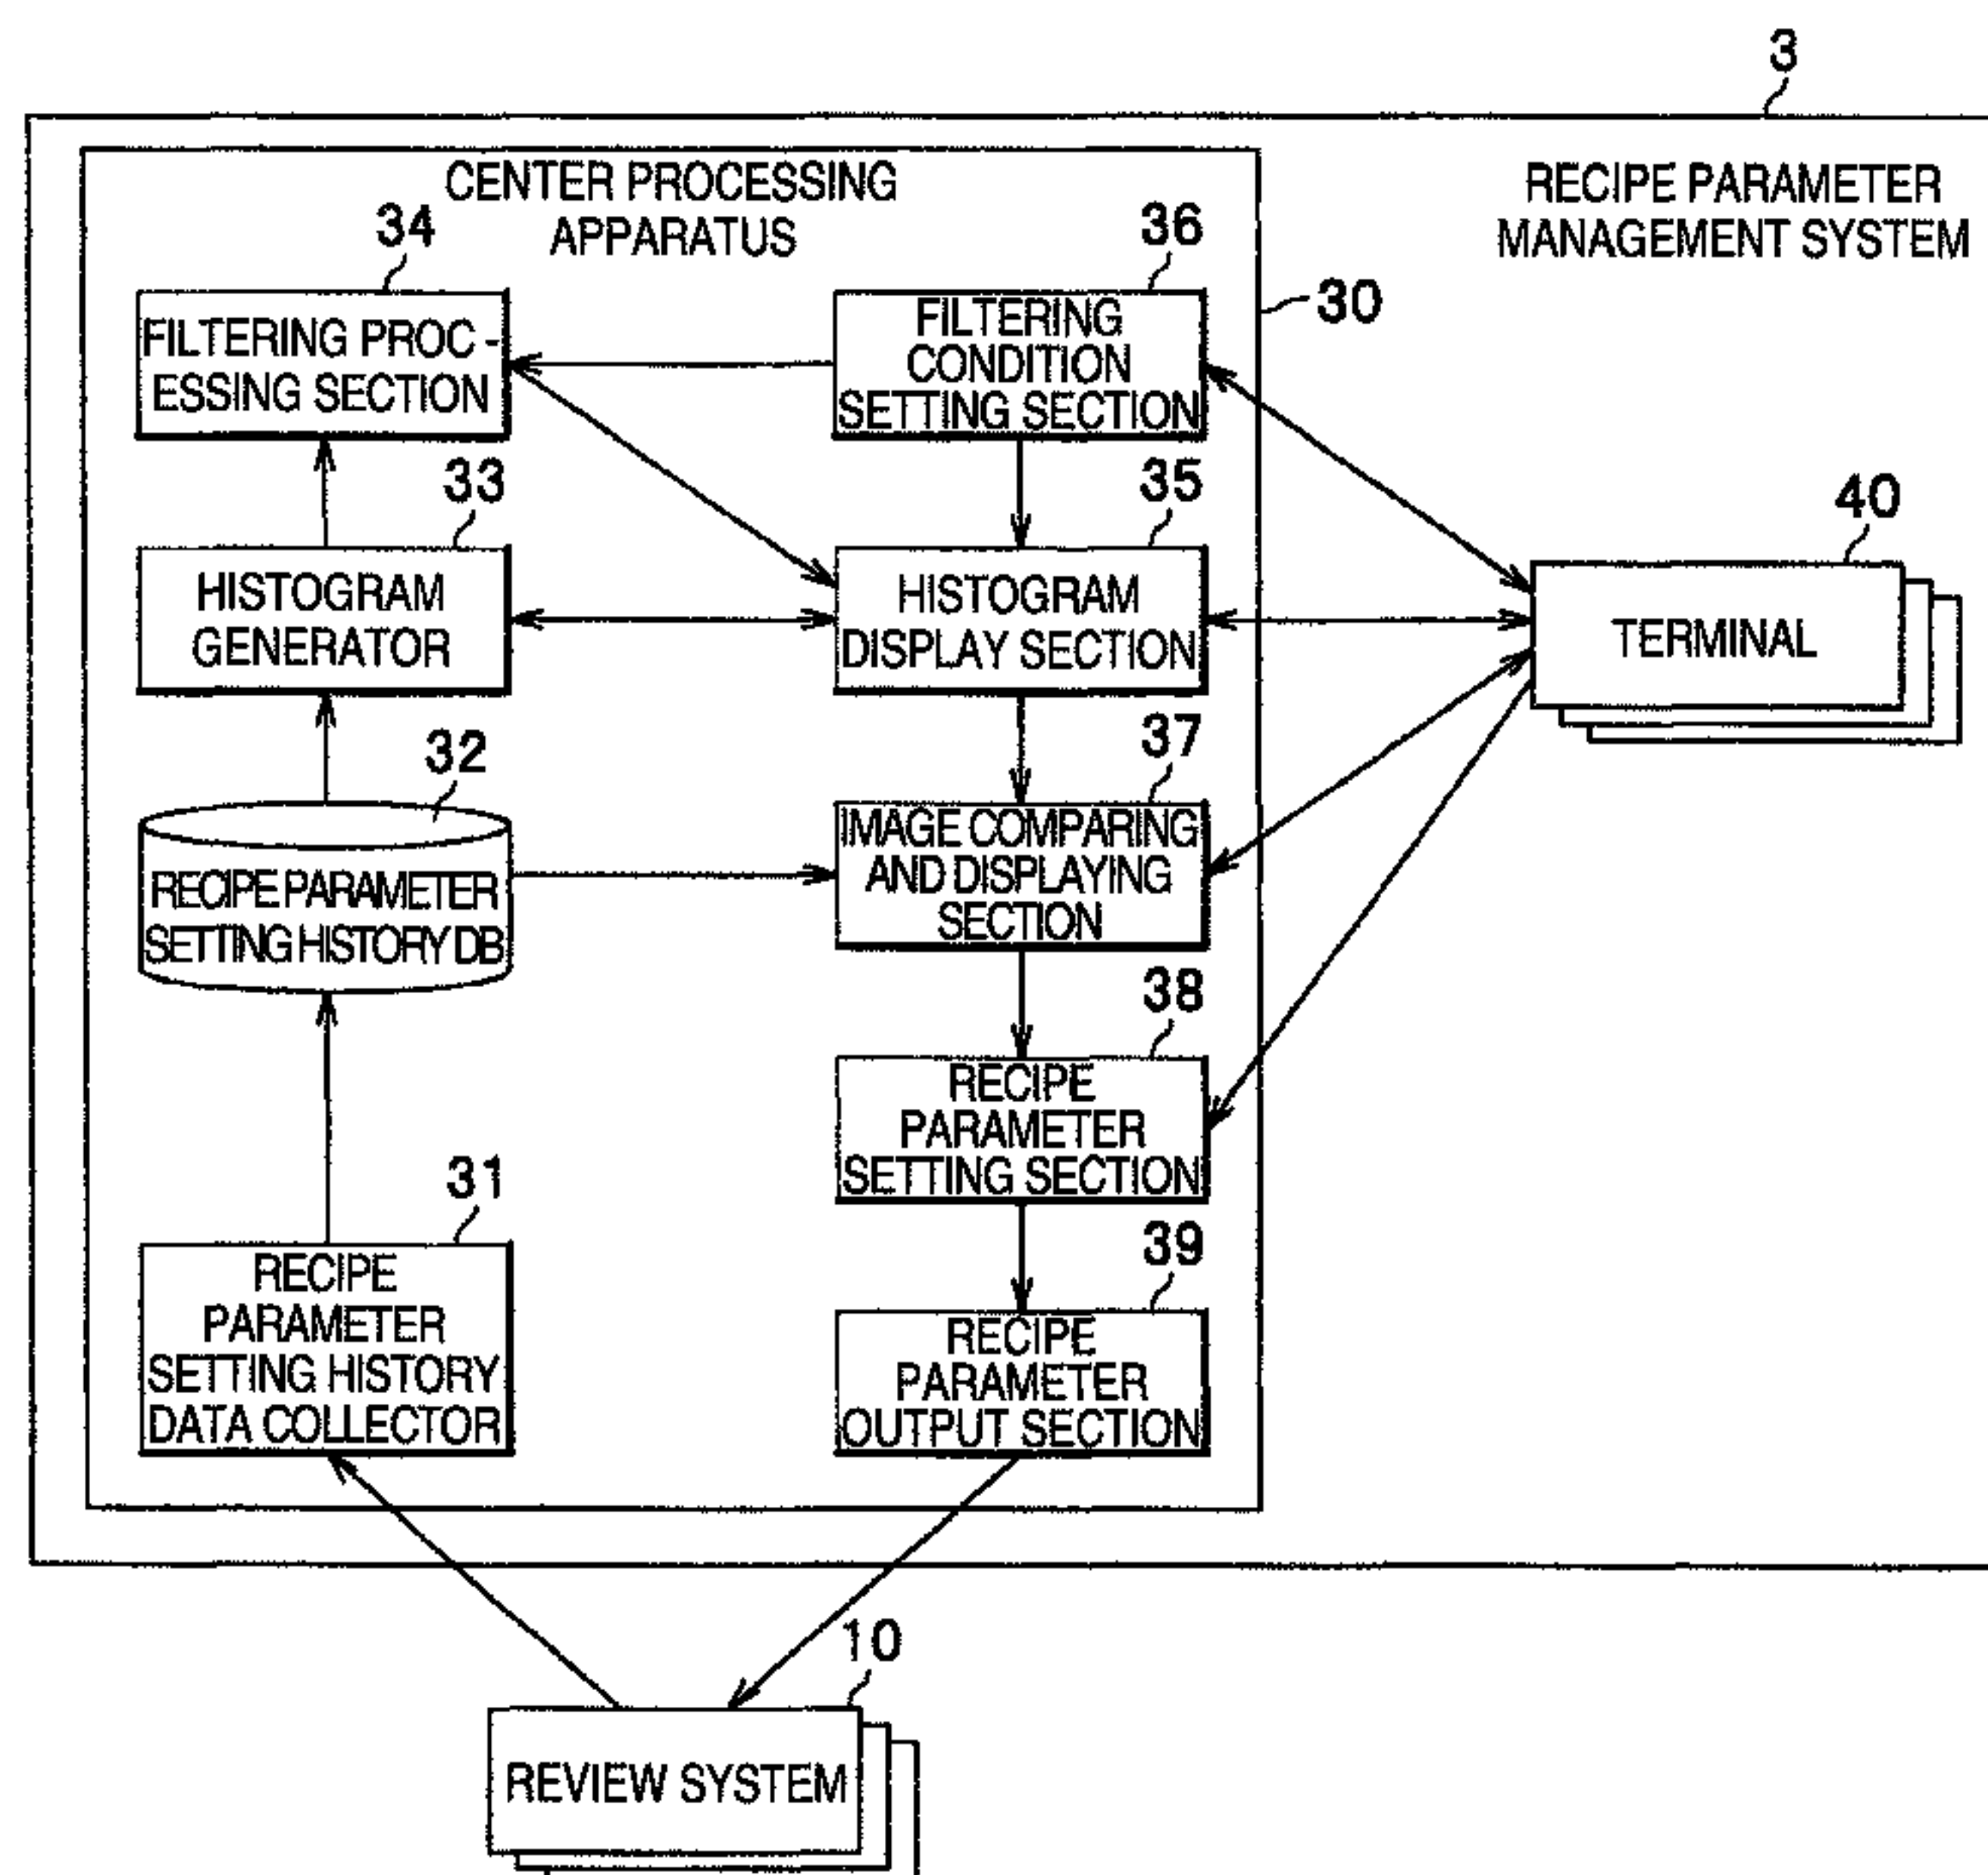 3
CENTER PROCESSING
APPARATUS
RECIPE PARAMETER
MANAGEMENT SYSTEM
34
36
30
FILTERING PROC -
ESSING SECTION
FILTERING
CONDITION
SETTING SECTION
33
35
40
HISTOGRAM
GENERATOR
HISTOGRAM
DISPLAY SECTION
TERMINAL
32
37
RECIPE PARAMETER
SETTING HISTORY DB
IMAGE COMPARING
AND DISPLAYING
SECTION
38
RECIPE
PARAMETER
SETTING SECTION
31
39
RECIPE
PARAMETER
SETTING HISTORY
DATA COLLECTOR
RECIPE
PARAMETER
OUTPUT SECTION
10
REVIEW SYSTEM